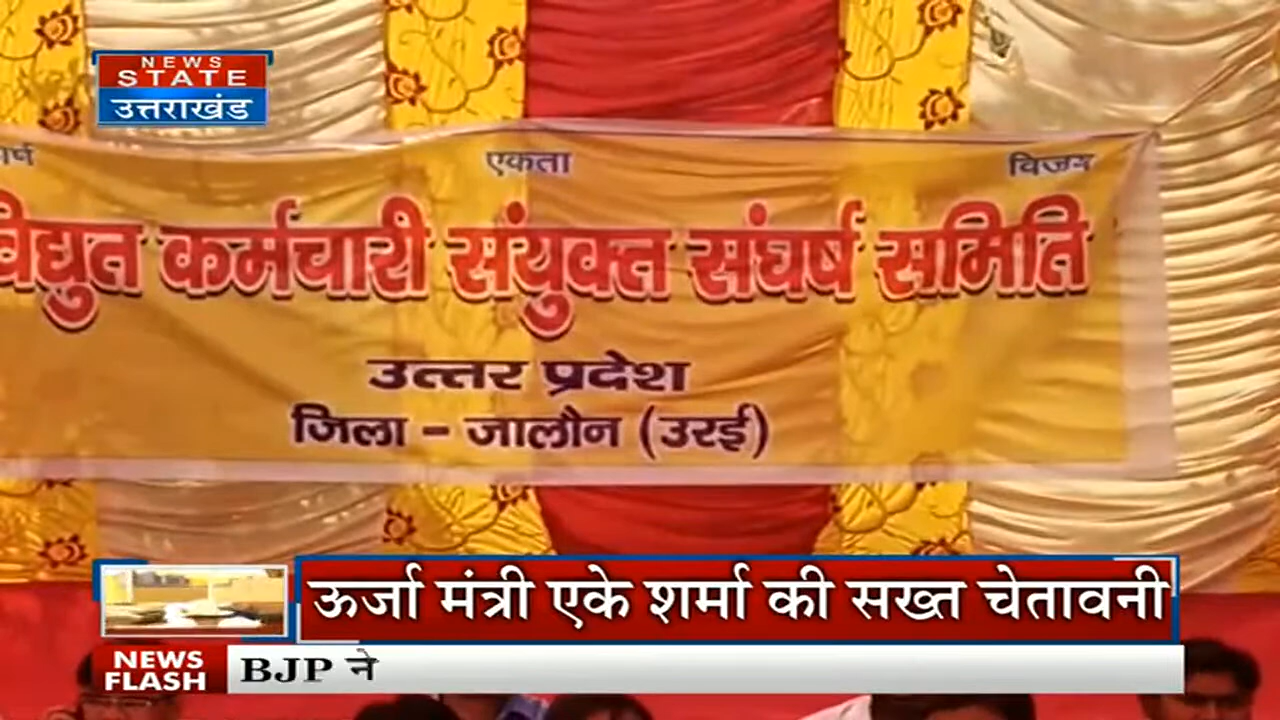 NEWS
STATE
उत्तराखंड
एकता विजय
विद्युत कर्मचारी संयुक्त संघर्ष समिति
उत्तर प्रदेश
जिला - जालौन (उरई)
ऊर्जा मंत्री एके शर्मा की सख्त चेतावनी
NEWS
FLASH
BJP ने